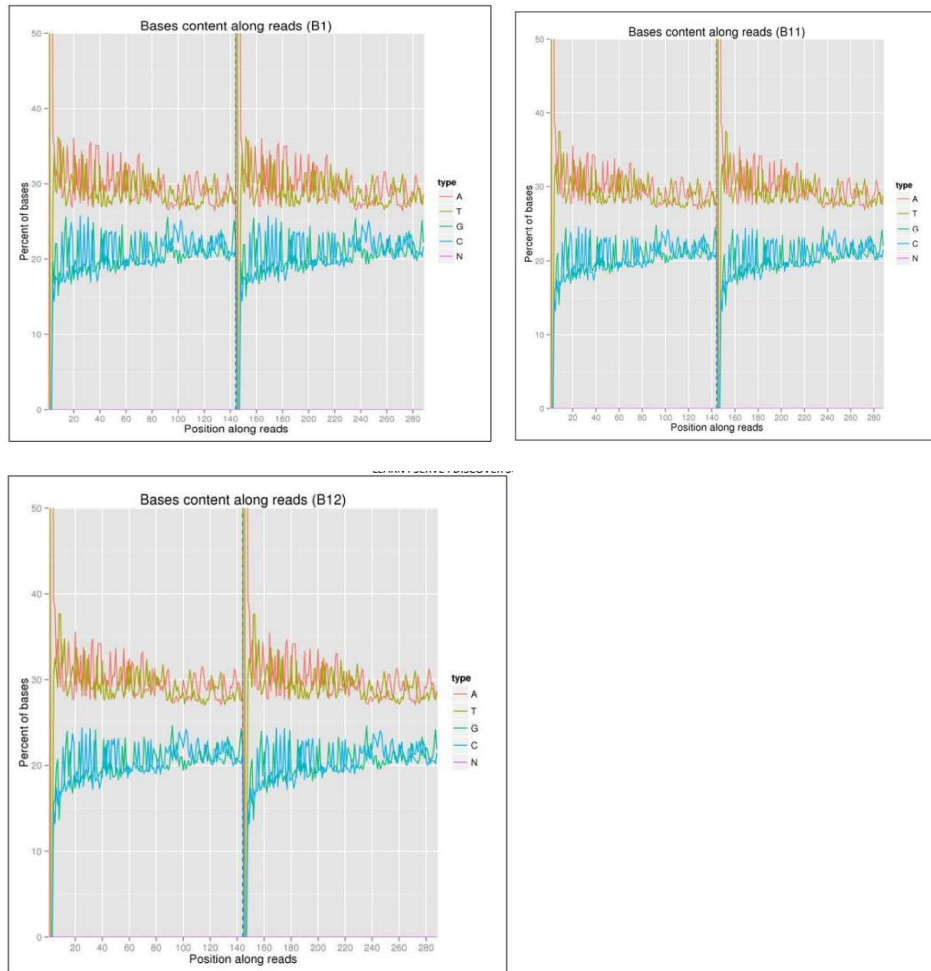 Bases content along reads (B1)
50
40
30
20
10
0
Percent of bases
20 40 60 80 100 120 140 160 180 200 220 240 260 280
Position along reads
type
A
T
G
C
N
Bases content along reads (B11)
50
40
30
20
10
0
Percent of bases
20 40 60 80 100 120 140 160 180 200 220 240 260 280
Position along reads
type
A
T
G
C
N
Bases content along reads (B12)
50
40
30
20
10
0
Percent of bases
20 40 60 80 100 120 140 160 180 200 220 240 260 280
Position along reads
type
A
T
G
C
N